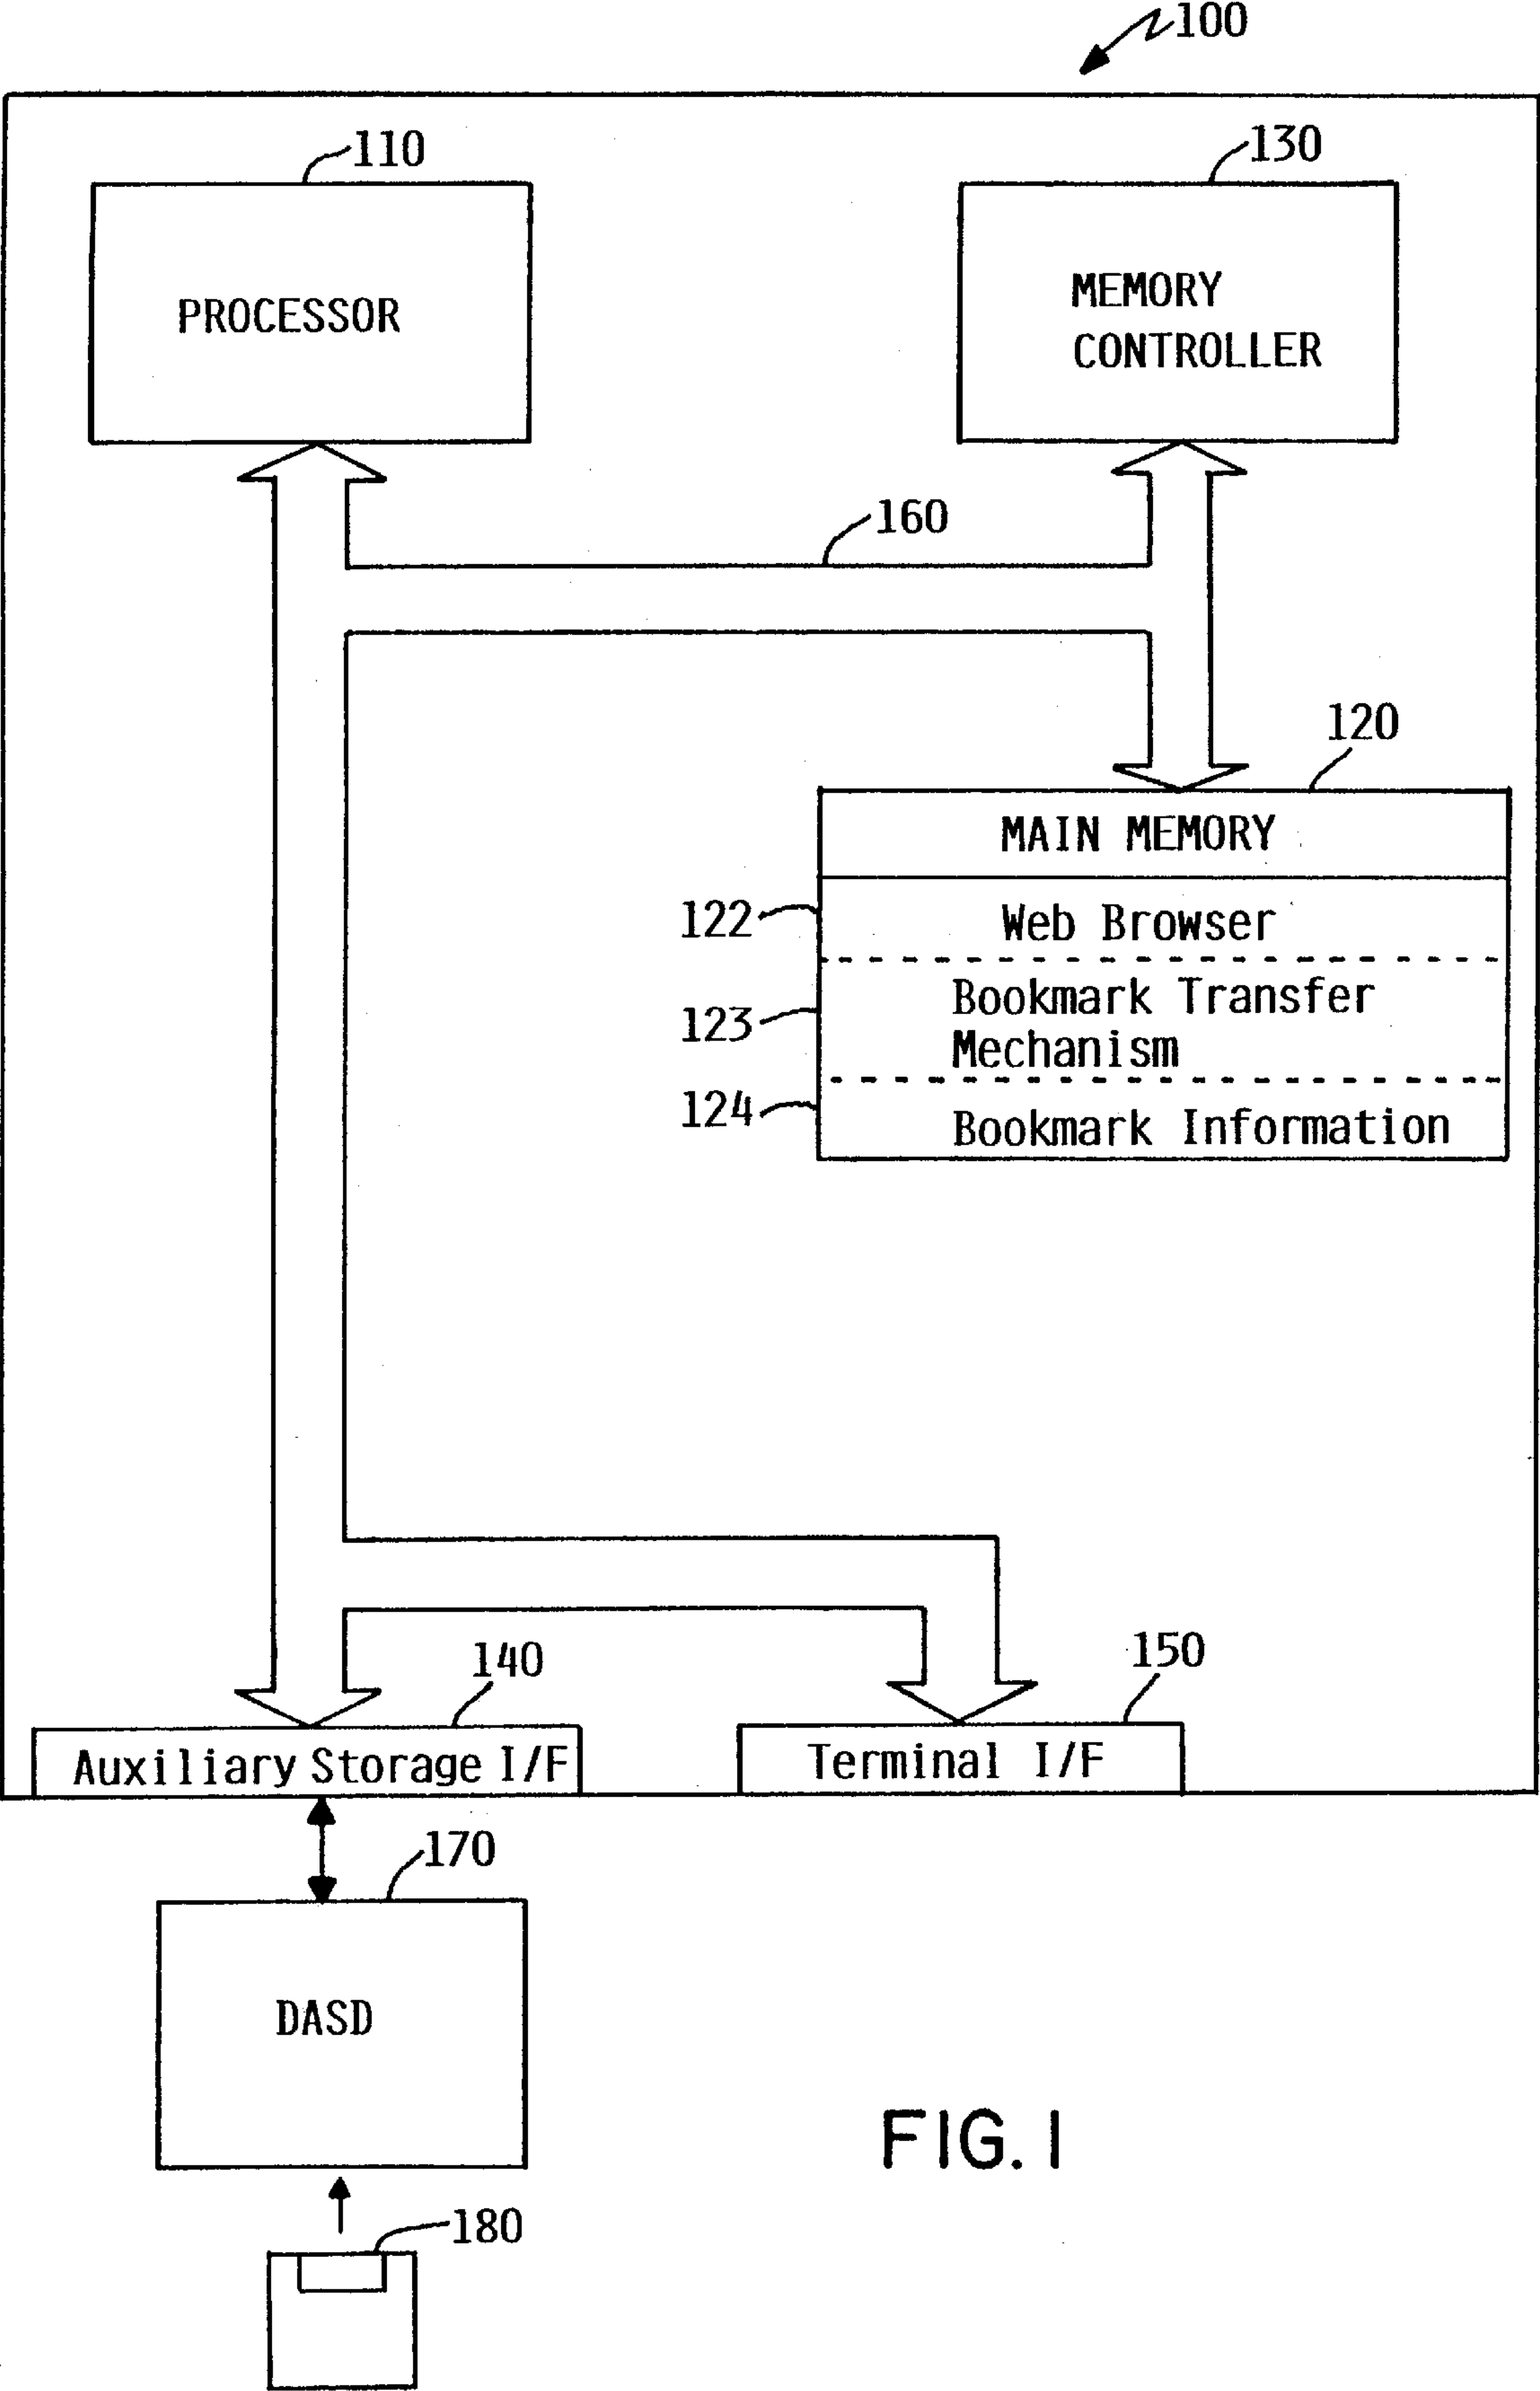 100
110
130
PROCESSOR
MEMORY
CONTROLLER
160
120
MAIN MEMORY
122
Web Browser
123
Bookmark Transfer
Mechanism
124
Bookmark Information
140
150
Auxiliary Storage I/F
Terminal I/F
170
DASD
FIG. 1
180